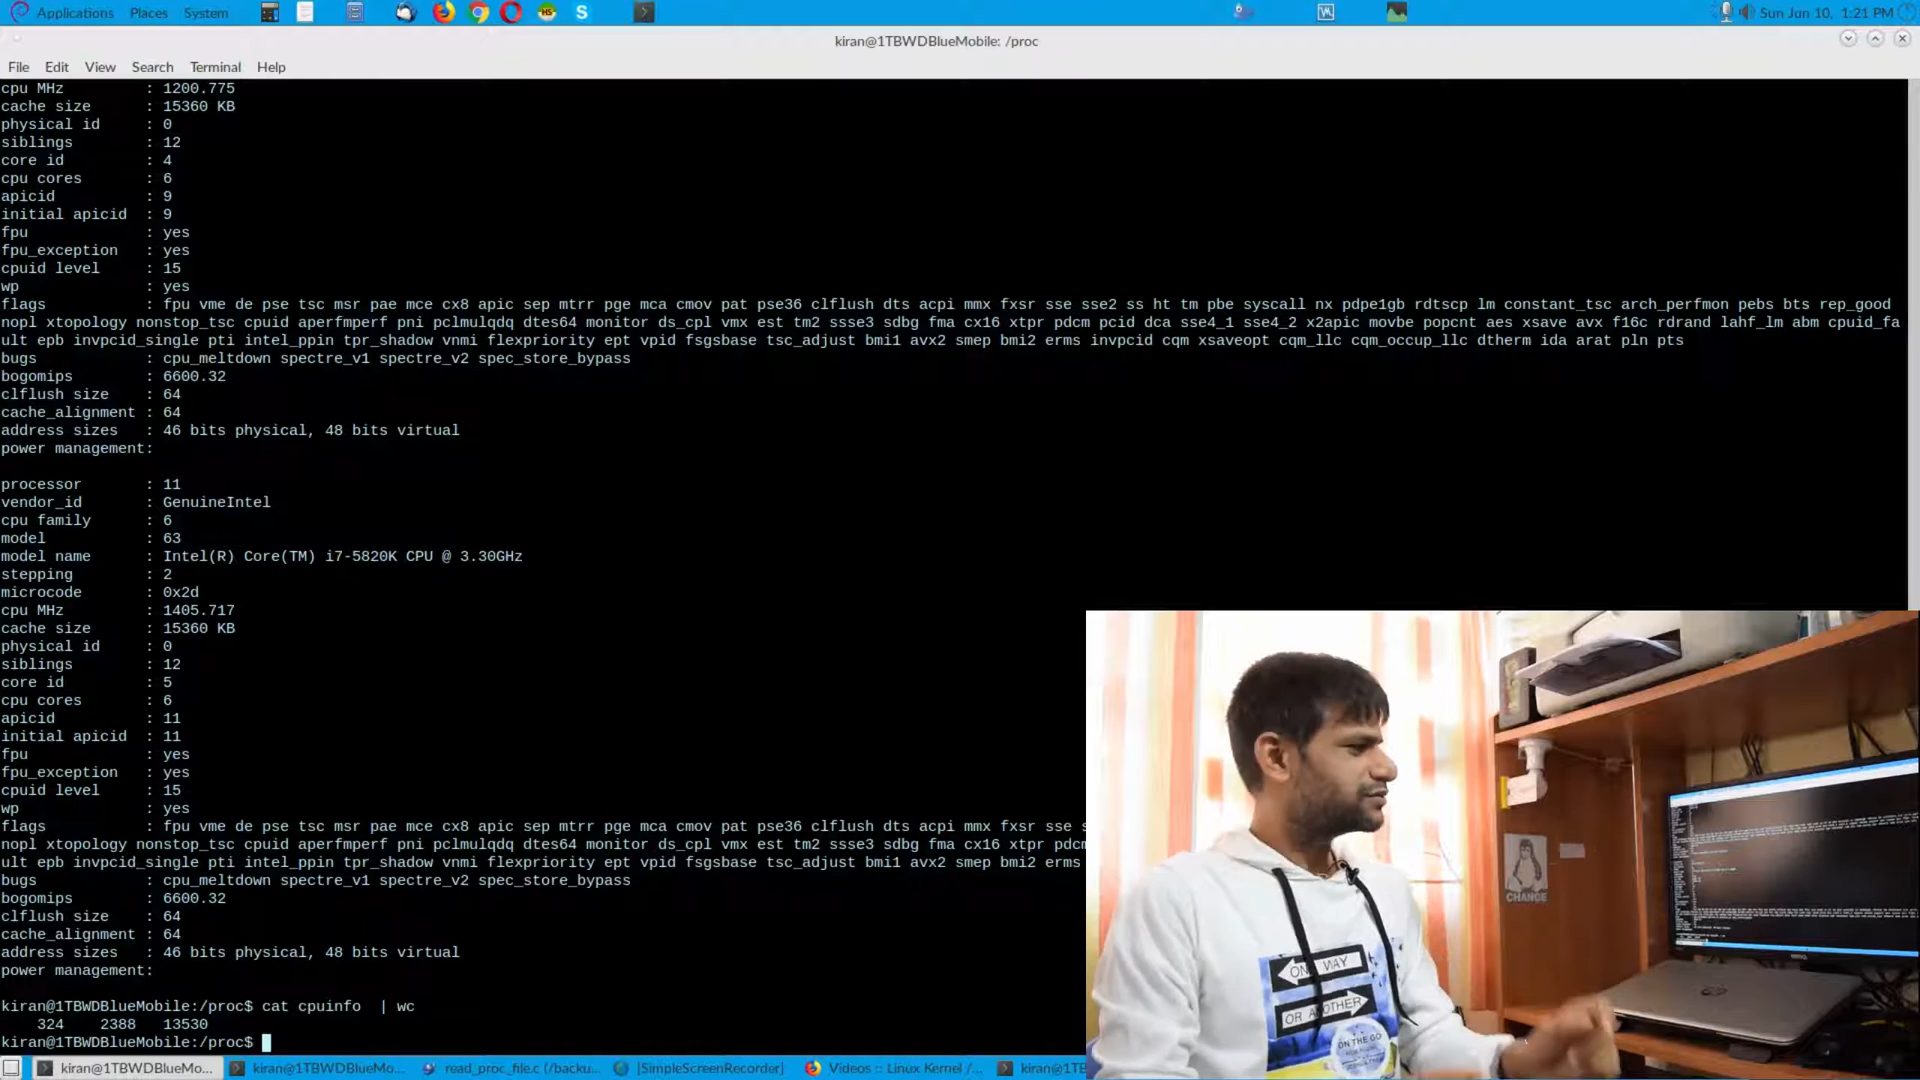 Applications Places System
Sun Jun 10, 1:21 PM
kiran@1TBWDBlueMobile: /proc
File Edit View Search Terminal Help
cpu MHz : 1200.775
cache size : 15360 KB
physical id : 0
siblings : 12
core id : 4
cpu cores : 6
apicid : 9
initial apicid : 9
fpu : yes
fpu_exception : yes
cpuid level : 15
wp : yes
flags : fpu vme de pse tsc msr pae mce cx8 apic sep mtrr pge mca cmov pat pse36 clflush dts acpi mmx fxsr sse sse2 ss ht tm pbe syscall nx pdpe1gb rdtscp lm constant_tsc arch_perfmon pebs bts rep_good
nopl xtopology nonstop_tsc cpuid aperfmperf pni pclmulqdq dtes64 monitor ds_cpl vmx est tm2 ssse3 sdbg fma cx16 xtpr pdcm pcid dca sse4_1 sse4_2 x2apic movbe popcnt aes xsave avx f16c rdrand lahf_lm abm cpuid_fa
ult epb invpcid_single pti intel_ppin tpr_shadow vnmi flexpriority ept vpid fsgsbase tsc_adjust bmi1 avx2 smep bmi2 erms invpcid cqm xsaveopt cqm_llc cqm_occup_llc dtherm ida arat pln pts
bugs : cpu_meltdown spectre_v1 spectre_v2 spec_store_bypass
bogomips : 6600.32
clflush size : 64
cache_alignment : 64
address sizes : 46 bits physical, 48 bits virtual
power management:
processor : 11
vendor_id : GenuineIntel
cpu family : 6
model : 63
model name : Intel(R) Core(TM) i7-5820K CPU @ 3.30GHz
stepping : 2
microcode : 0x2d
cpu MHz : 1405.717
cache size : 15360 KB
physical id : 0
siblings : 12
core id : 5
cpu cores : 6
apicid : 11
initial apicid : 11
fpu : yes
fpu_exception : yes
cpuid level : 15
wp : yes
flags : fpu vme de pse tsc msr pae mce cx8 apic sep mtrr pge mca cmov pat pse36 clflush dts acpi mmx fxsr sse
nopl xtopology nonstop_tsc cpuid aperfmperf pni pclmulqdq dtes64 monitor ds_cpl vmx est tm2 ssse3 sdbg fma cx16 xtpr pdcm
ult epb invpcid_single pti intel_ppin tpr_shadow vnmi flexpriority ept vpid fsgsbase tsc_adjust bmi1 avx2 smep bmi2 erms
bugs : cpu_meltdown spectre_v1 spectre_v2 spec_store_bypass
bogomips : 6600.32
clflush size : 64
cache_alignment : 64
address sizes : 46 bits physical, 48 bits virtual
power management:
kiran@1TBWDBlueMobile:/proc$ cat cpuinfo | wc
324 2388 13530
kiran@1TBWDBlueMobile:/proc$
kiran@1TBWDBlueMo... kiran@1TBWDBlueMo... read_proc_file.c (/backu... [SimpleScreenRecorder] Videos :: Linux Kernel /... kiran@1TB
CHANGE
ON WAY
OR ANOTHER
ON THE GO